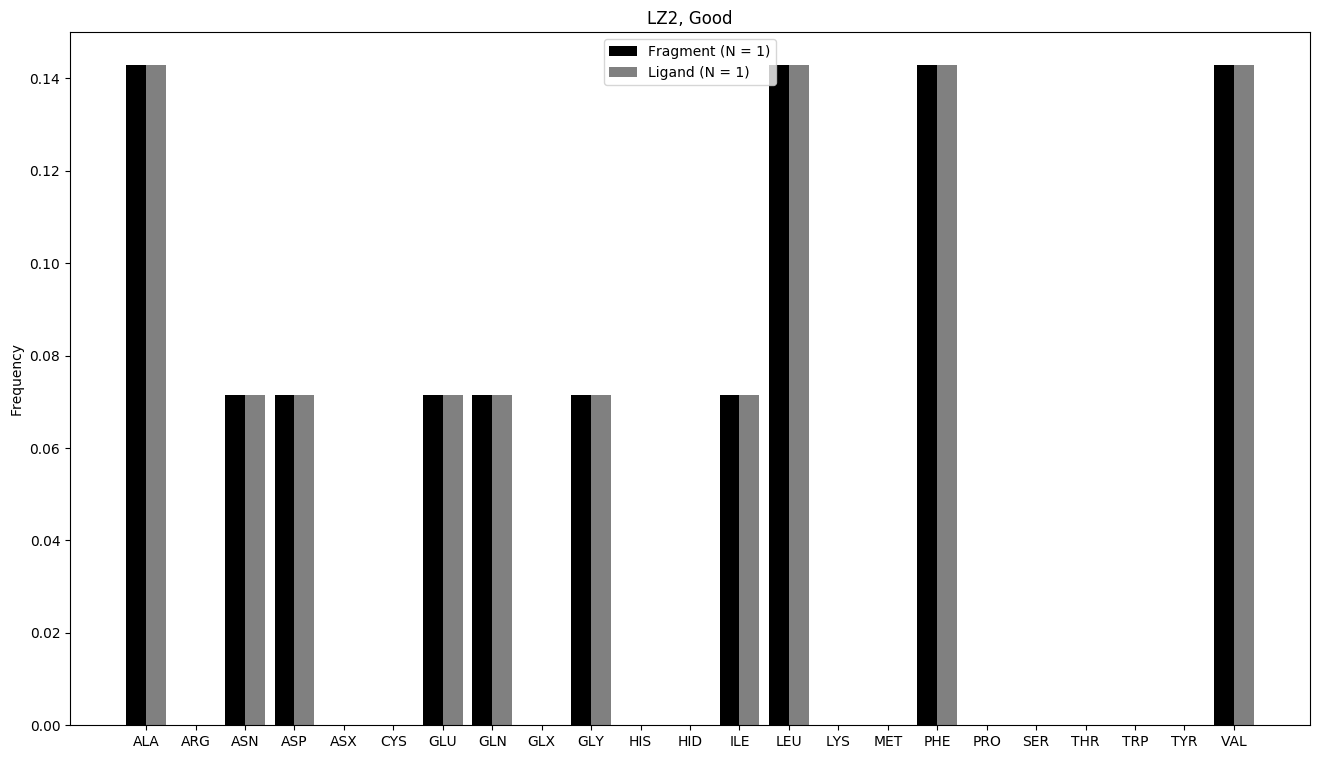 LZ2, Good
Fragment (N = 1)
Ligand (N = 1)
Frequency
0.14
0.12
0.10
0.08
0.06
0.04
0.02
0.00
ALA ARG ASN ASP ASX CYS GLU GLN GLX GLY HIS HID ILE LEU LYS MET PHE PRO SER THR TRP TYR VAL